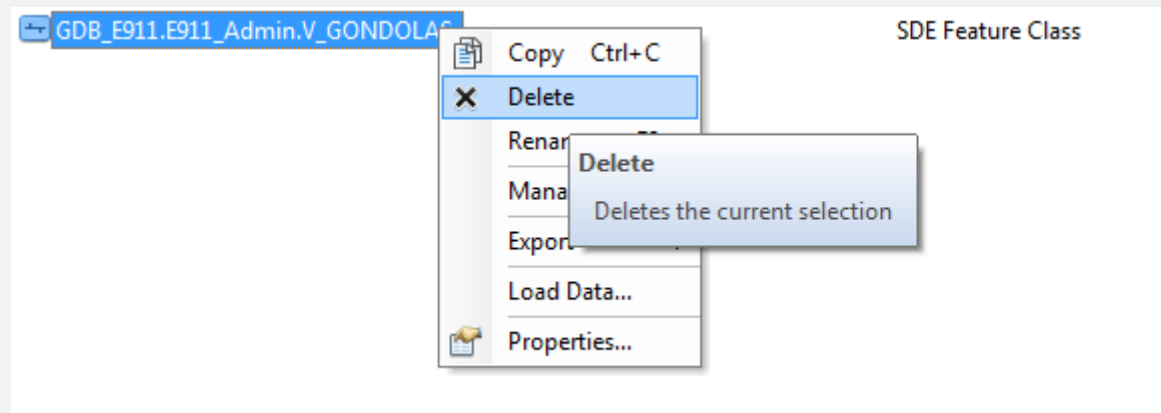 GDB_E911.E911_Admin.V_GONDOLAS SDE Feature Class
Copy Ctrl+C
Delete
Delete
Deletes the current selection
Load Data...
Properties...